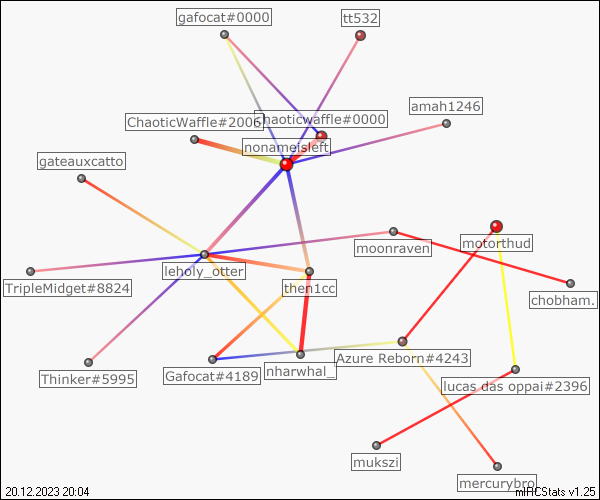 gafocat#0000
tt532
amah1246
ChaoticWaffle#2006
chaoticwaffle#0000
nonameisleft
gateauxcatto
moonraven
motorthud
leholy_otter
TripleMidget#8824
then1cc
chobham.
Azure Reborn#4243
Thinker#5995
Gafocat#4189
nharwhal_
lucas das oppai#2396
mukszi
mercurybro
20.12.2023 20:04
mIRCStats v1.25